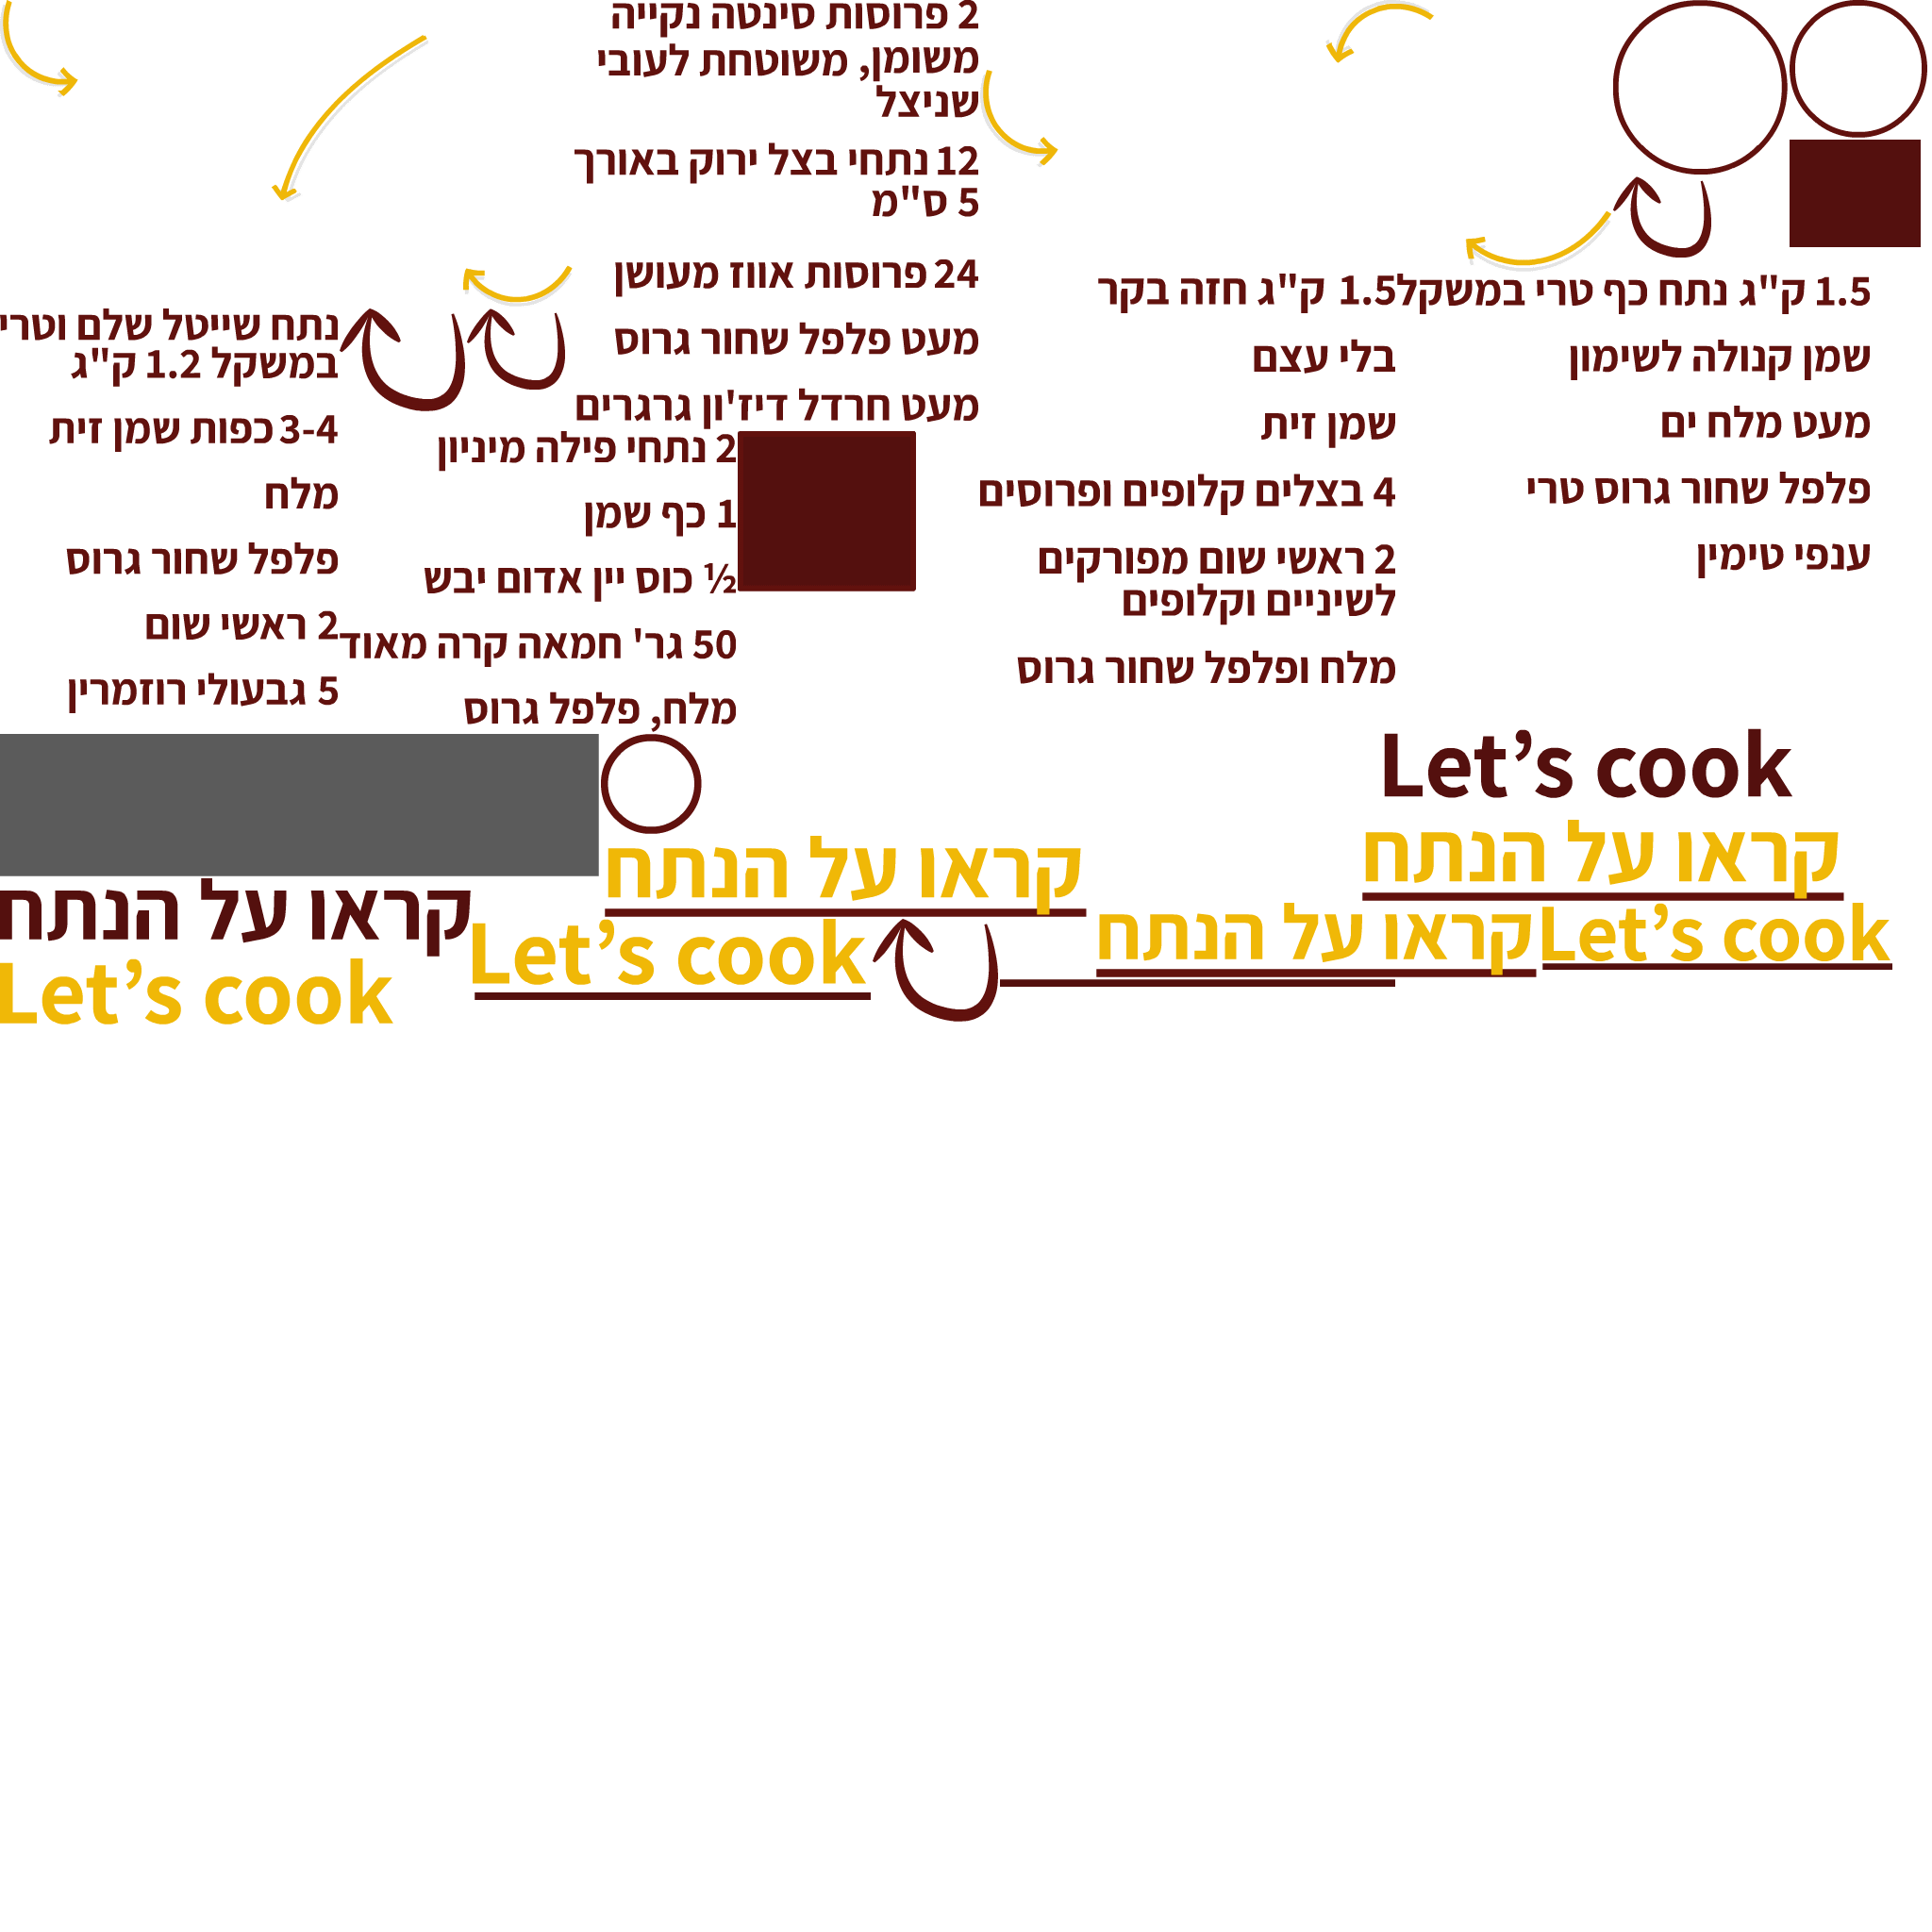 2 פרוסות סינטה נקייה
משומן, משוטחת לעובי
שניצל
12 נתחי בצל ירוק באורך
5 ס"מ
24 פרוסות אווז מעושן
מעט פלפל שחור גרוס
מעט חרדל דיז'ון גרגרים
1.5 ק"ג נתח כף טרי במשקל
שמן קנולה לשימון
מעט מלח ים
פלפל שחור גרוס טרי
ענפי טימין
1.5 ק"ג חזה בקר
בלי עצם
שמן זית
4 בצלים קלופים ופרוסים
2 ראשי שום מפורקים
לשיניים וקלופים
מלח ופלפל שחור גרוס
2 נתחי פילה מיניון
1 כף שמן
½ כוס יין אדום יבש
50 גר' חמאה קרה מאוד
מלח, פלפל גרוס
נתח שייטל שלם וטרי
במשקל 1.2 ק"ג
3-4 כפות שמן זית
מלח
פלפל שחור גרוס
2 ראשי שום
5 גבעולי רוזמרין
Let’s cook
קראו על הנתח
קראו על הנתח
Let’s cook
קראו על הנתח
Let’s cook
קראו על הנתח
Let’s cook